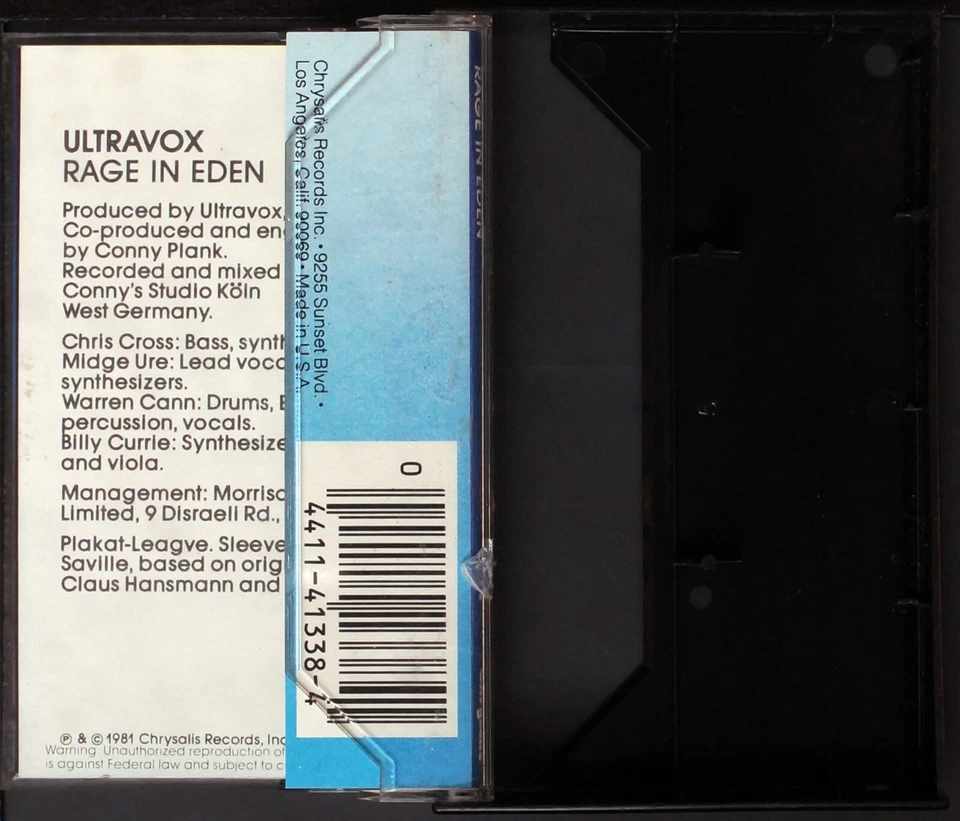 ULTRAVOX
RAGE IN EDEN
Produced by Ultravox,
Co-produced and en
by Conny Plank.
Recorded and mixed
Conny's Studio Köln
West Germany.
Chris Cross: Bass, synth
Midge Ure: Lead voc
synthesizers.
Warren Cann: Drums, E
percussion, vocals.
Billy Currie: Synthesize
and viola.
Management: Morriso
Limited, 9 Disraeli Rd.,
Plakat-Leagve. Sleeve
Saville, based on orig
Claus Hansmann and
℗ & © 1981 Chrysalis Records, Inc
Warning: Unauthorized reproduction of
is against Federal law and subject to c
Chrysalis Records Inc. • 9255 Sunset Blvd. •
Los Angeles, Calif. 90069 • Made in U.S.A.
0
4411-41338-4
RAGE IN EDEN